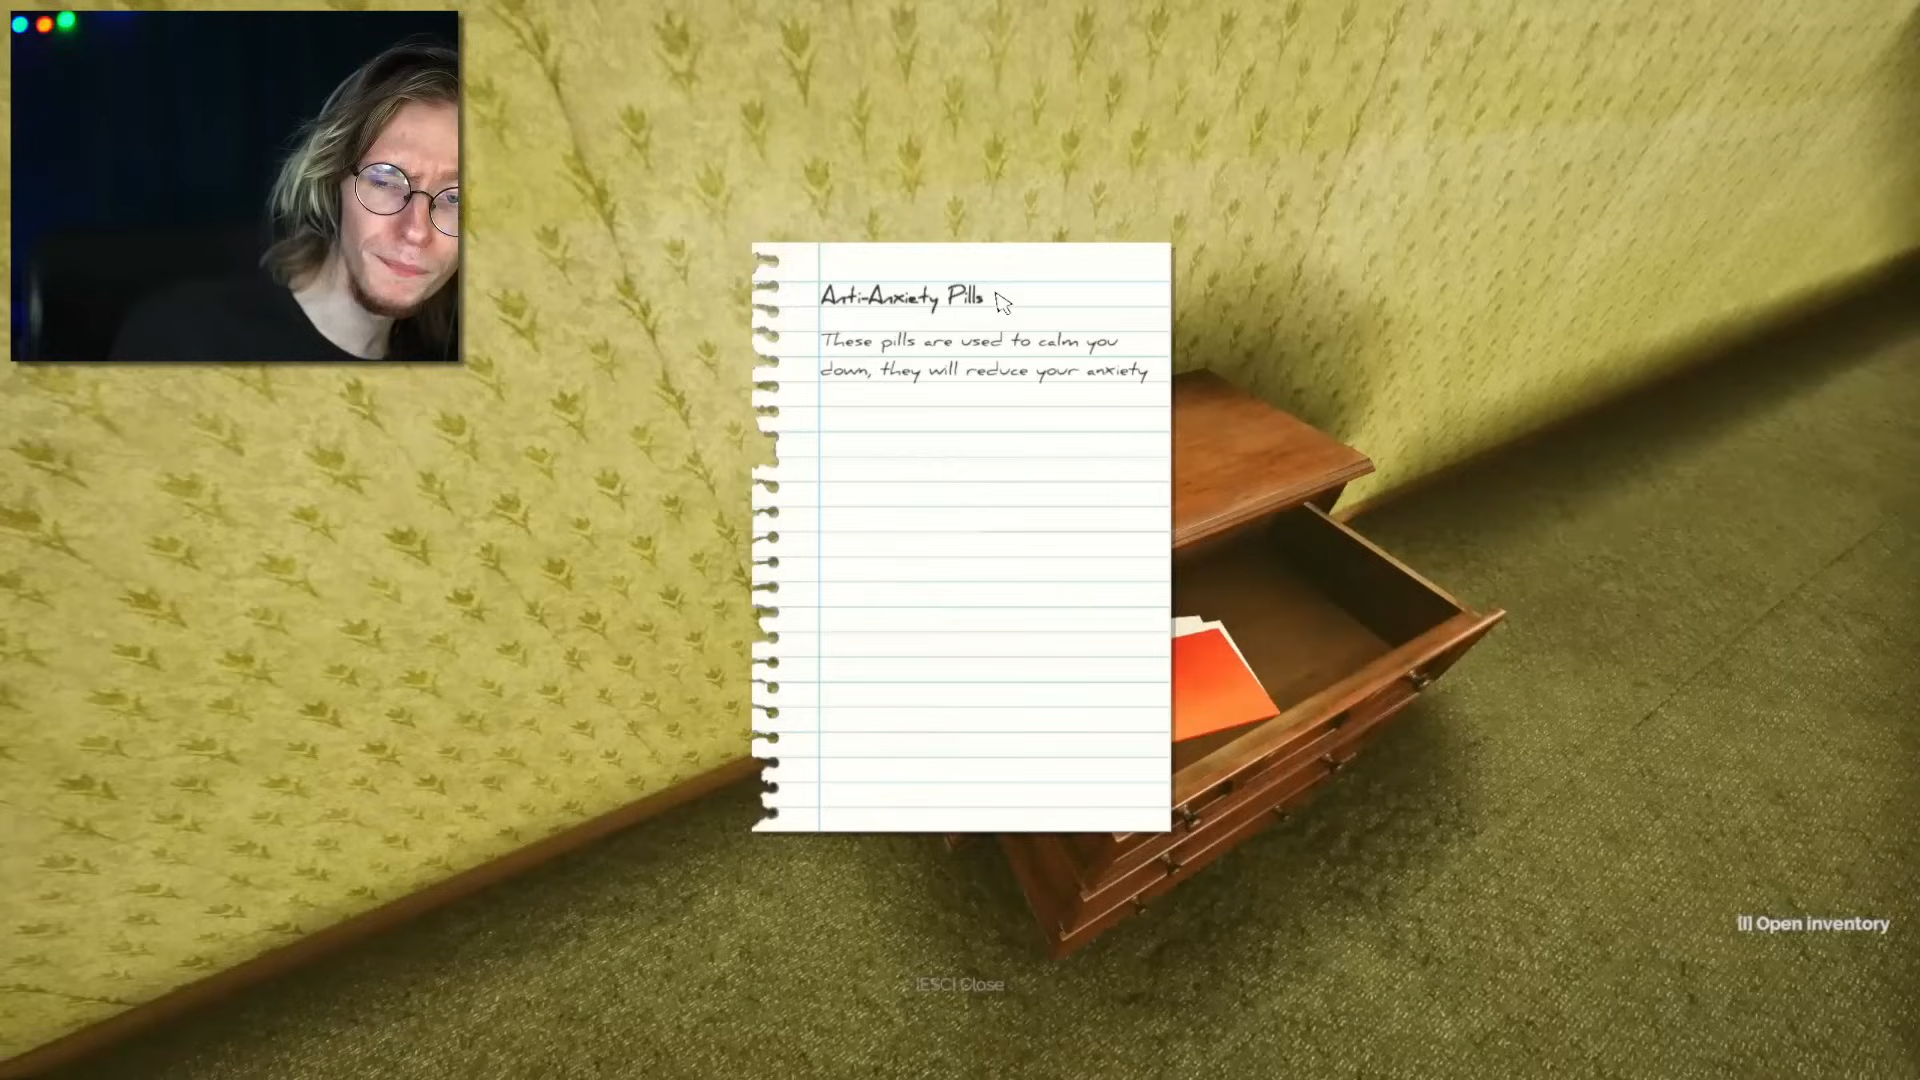 Anti-Anxiety Pills
These pills are used to calm you
down, they will reduce your anxiety
[I] Open inventory
[ESC] Close